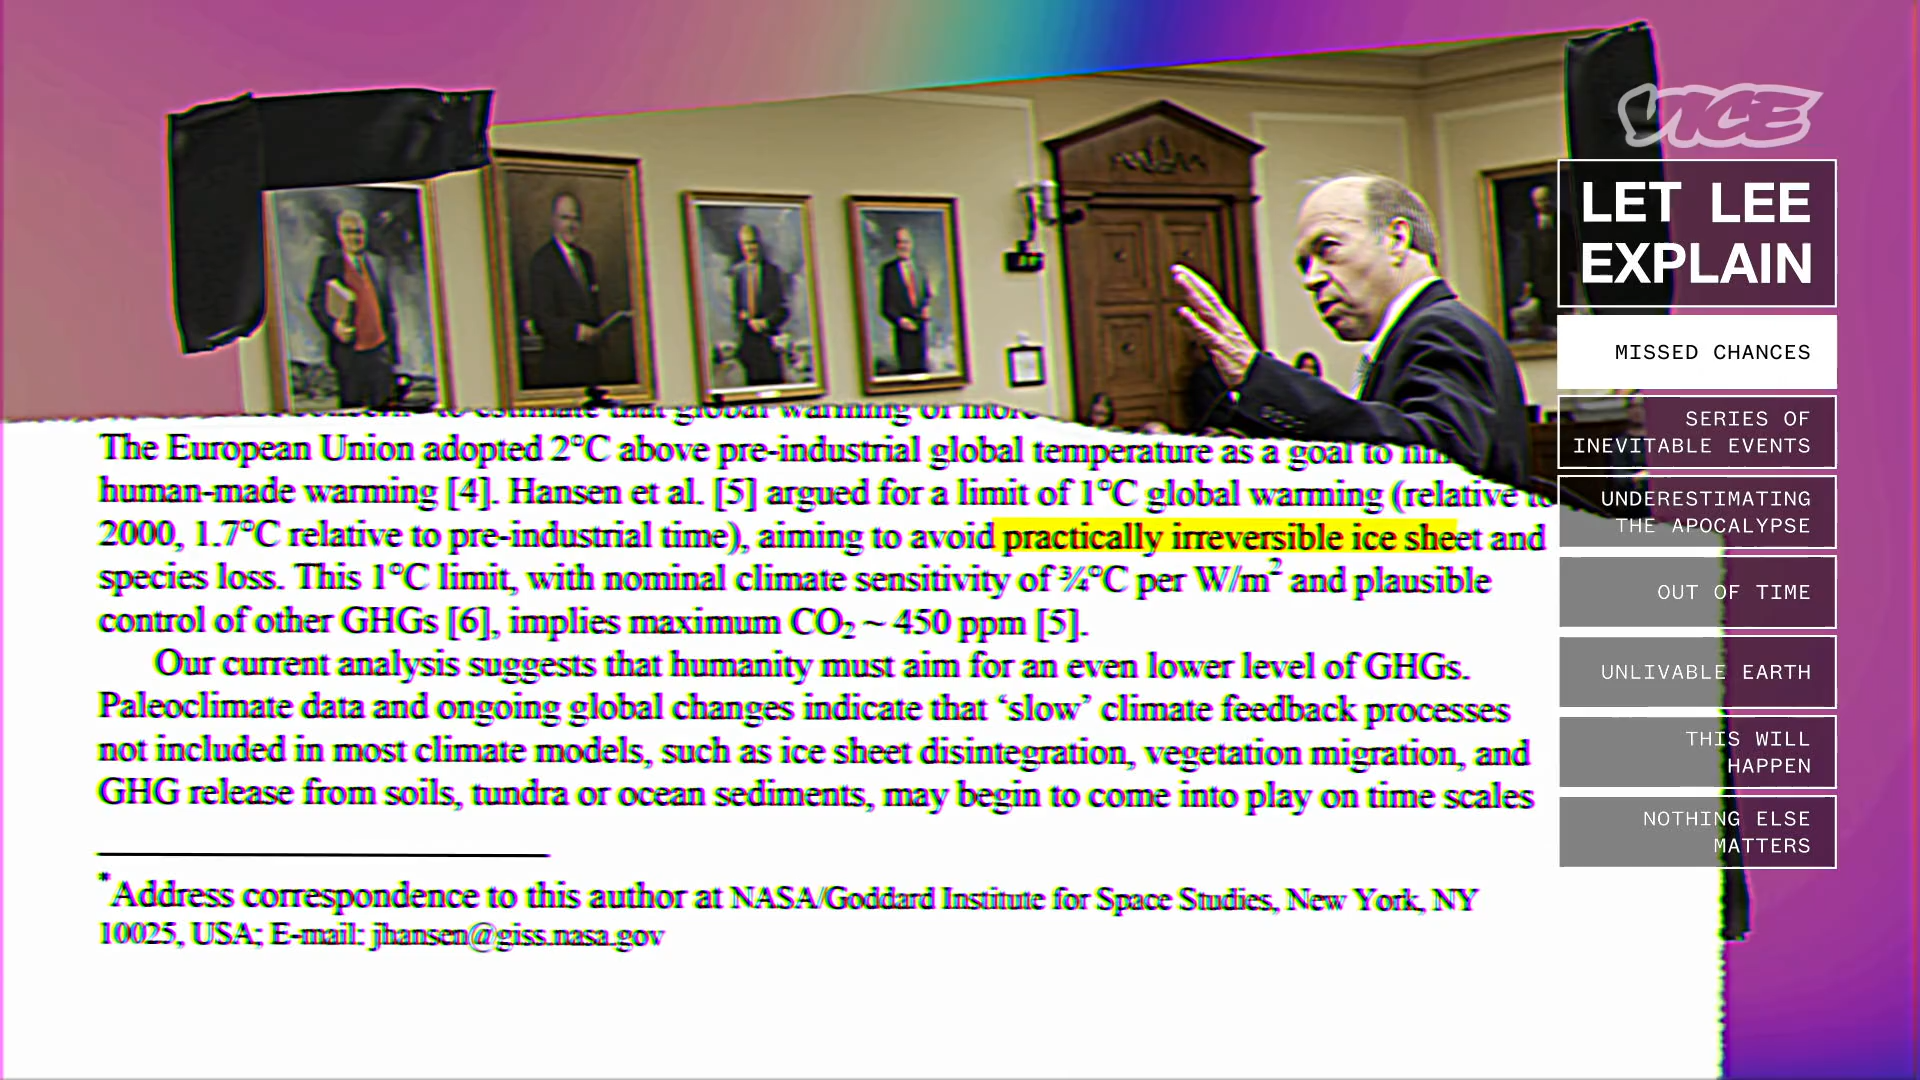 VICE
LET LEE
EXPLAIN
MISSED CHANCES
SERIES OF
INEVITABLE EVENTS
UNDERESTIMATING
THE APOCALYPSE
OUT OF TIME
UNLIVABLE EARTH
THIS WILL
HAPPEN
NOTHING ELSE
MATTERS
to estimate that global warming of more
The European Union adopted 2°C above pre-industrial global temperature as a goal to
human-made warming [4]. Hansen et al. [5] argued for a limit of 1°C global warming (relative to
2000, 1.7°C relative to pre-industrial time), aiming to avoid practically irreversible ice sheet and
species loss. This 1°C limit, with nominal climate sensitivity of ¾°C per W/m² and plausible
control of other GHGs [6], implies maximum CO₂ ~ 450 ppm [5].
Our current analysis suggests that humanity must aim for an even lower level of GHGs.
Paleoclimate data and ongoing global changes indicate that ‘slow’ climate feedback processes
not included in most climate models, such as ice sheet disintegration, vegetation migration, and
GHG release from soils, tundra or ocean sediments, may begin to come into play on time scales
*Address correspondence to this author at NASA/Goddard Institute for Space Studies, New York, NY
10025, USA; E-mail: jhansen@giss.nasa.gov